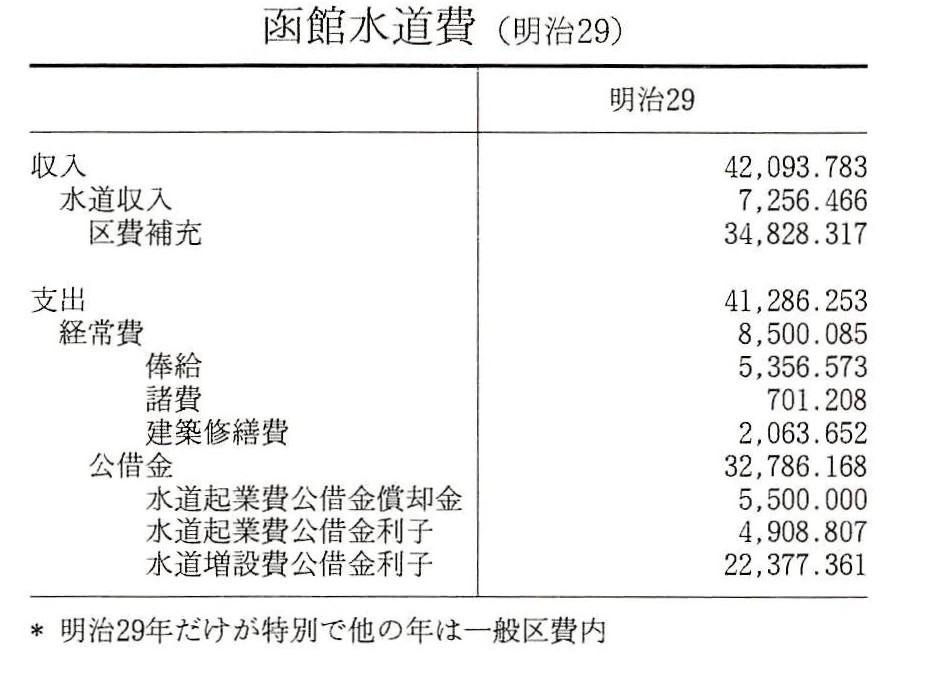 函館水道費（明治29）
明治29
収入 42,093.783
水道収入 7,256.466
区費補充 34,828.317
支出 41,286.253
経常費 8,500.085
俸給 5,356.573
諸費 701.208
建築修繕費 2,063.652
公借金 32,786.168
水道起業費公借金償却金 5,500.000
水道起業費公借金利子 4,908.807
水道増設費公借金利子 22,377.361
* 明治29年だけが特別で他の年は一般区費内